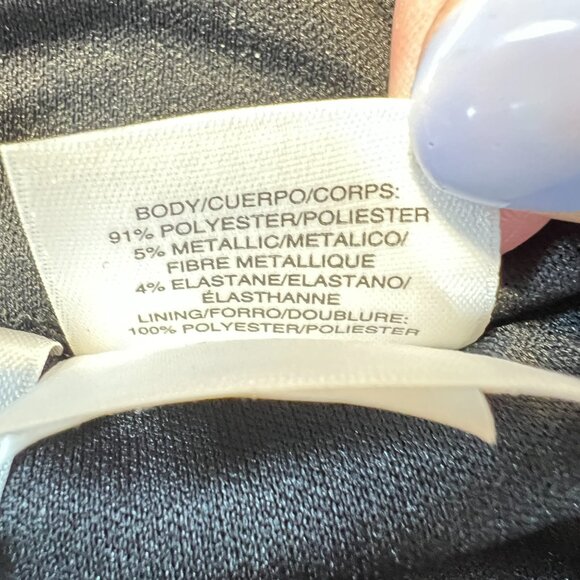 BODY/CUERPO/CORPS:
91% POLYESTER/POLIESTER
5% METALLIC/METALICO/
FIBRE METALLIQUE
4% ELASTANE/ELASTANO/
ÉLASTHANNE
LINING/FORRO/DOUBLURE:
100% POLYESTER/POLIESTER